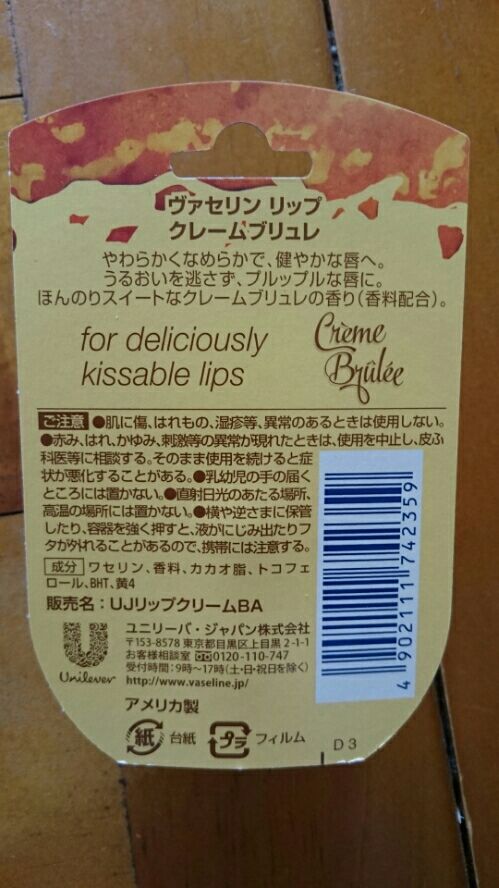 ヴァセリン リップ
クレームブリュレ
やわらかくなめらかで、健やかな唇へ。
うるおいを逃さず、プルップルな唇に。
ほんのりスイートなクレームブリュレの香り(香料配合)。
for deliciously
kissable lips
Crème
Brûlée
ご注意 ●肌に傷、はれもの、湿疹等、異常のあるときは使用しない。
●赤み、はれ、かゆみ、刺激等の異常が現れたときは、使用を中止し、皮ふ
科医等に相談する。そのまま使用を続けると症
状が悪化することがある。●乳幼児の手の届く
ところには置かない。●直射日光のあたる場所、
高温の場所には置かない。●横や逆さまに保管
したり、容器を強く押すと、液がにじみ出たりフ
タが外れることがあるので、携帯には注意する。
成分 ワセリン、香料、カカオ脂、トコフェ
ロール、BHT、黄4
販売名:UJリップクリームBA
ユニリーバ・ジャパン株式会社
〒153-8578 東京都目黒区上目黒 2-1-1
お客様相談室 0120-110-747
受付時間:9時〜17時(土・日・祝日を除く)
http://www.vaseline.jp/
Unilever
アメリカ製
紙 台紙 プラ フィルム
D3
4 902111 742359